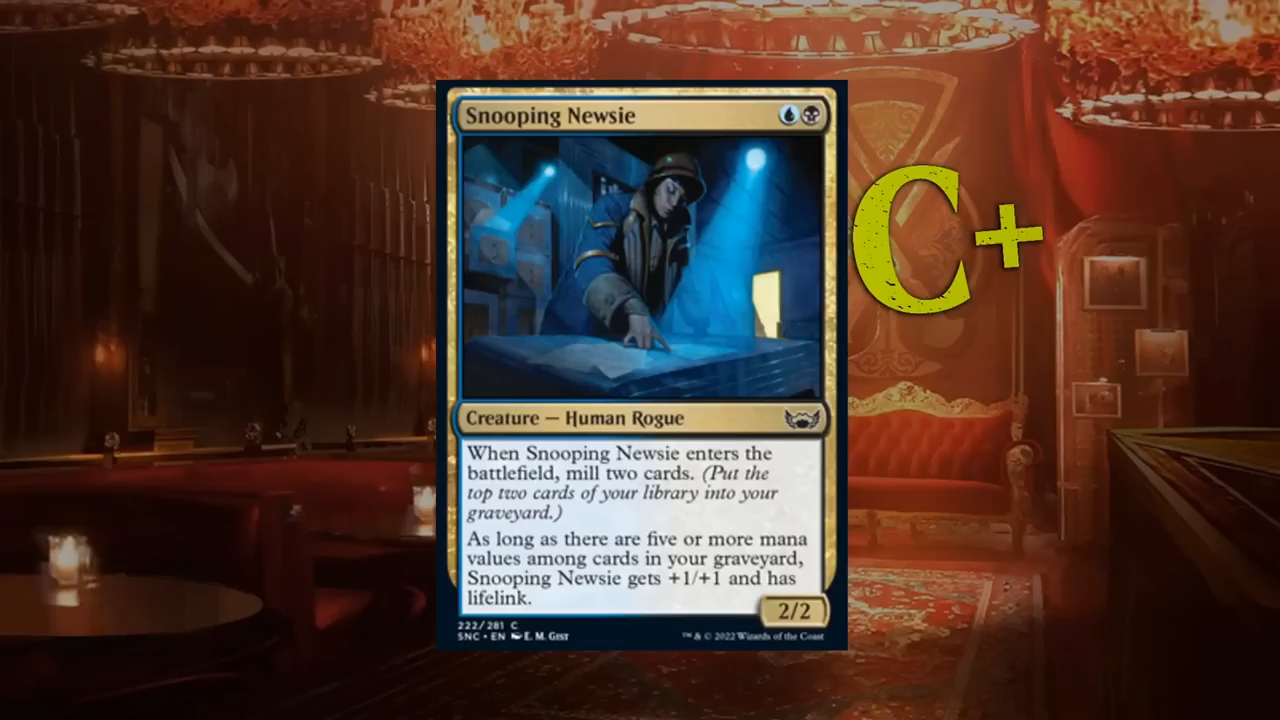 Snooping Newsie
C+
Creature — Human Rogue
When Snooping Newsie enters the
battlefield, mill two cards. (Put the
top two cards of your library into your
graveyard.)
As long as there are five or more mana
values among cards in your graveyard,
Snooping Newsie gets +1/+1 and has
lifelink.
2/2
222/281 C
SNC • EN E. M. Gist
™ & © 2022 Wizards of the Coast